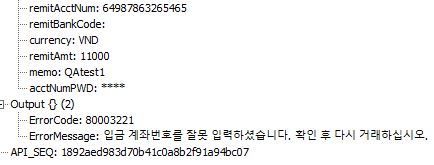 remitAcctNum: 64987863265465
remitBankCode:
currency: VND
remitAmt: 11000
memo: QAtest1
acctNumPWD: ****
Output {} (2)
ErrorCode: 80003221
ErrorMessage: 입금 계좌번호를 잘못 입력하셨습니다. 확인 후 다시 거래하십시오.
API_SEQ: 1892aed983d70b41c0a8b2f91a94bc07